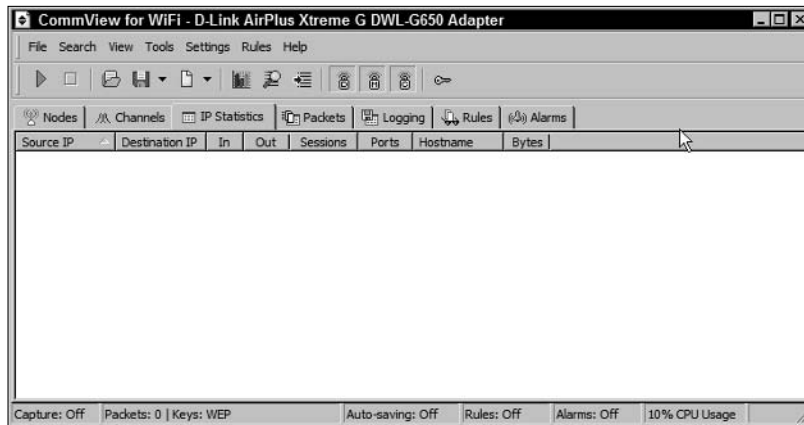 CommView for WiFi - D-Link AirPlus Xtreme G DWL-G650 Adapter
File Search View Tools Settings Rules Help
Nodes Channels IP Statistics Packets Logging Rules Alarms
Source IP Destination IP In Out Sessions Ports Hostname Bytes
Capture: Off Packets: 0 | Keys: WEP Auto-saving: Off Rules: Off Alarms: Off 10% CPU Usage